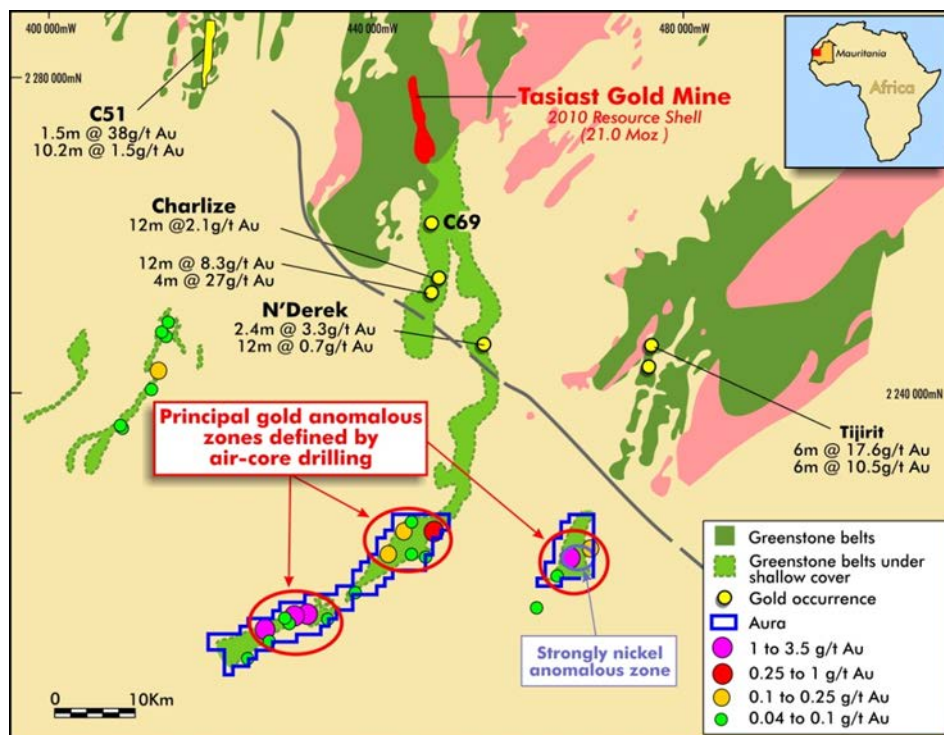 400 000mW
440 000mW
480 000mW
2 280 000mN
C51
1.5m @ 38g/t Au
10.2m @ 1.5g/t Au
Tasiast Gold Mine
2010 Resource Shell
(21.0 Moz )
Mauritania
Africa
Charlize
12m @2.1g/t Au
C69
12m @ 8.3g/t Au
4m @ 27g/t Au
N'Derek
2.4m @ 3.3g/t Au
12m @ 0.7g/t Au
2 240 000mN
Principal gold anomalous
zones defined by
air-core drilling
Tijirit
6m @ 17.6g/t Au
6m @ 10.5g/t Au
Strongly nickel
anomalous zone
0 10Km
Greenstone belts
Greenstone belts under
shallow cover
Gold occurrence
Aura
1 to 3.5 g/t Au
0.25 to 1 g/t Au
0.1 to 0.25 g/t Au
0.04 to 0.1 g/t Au